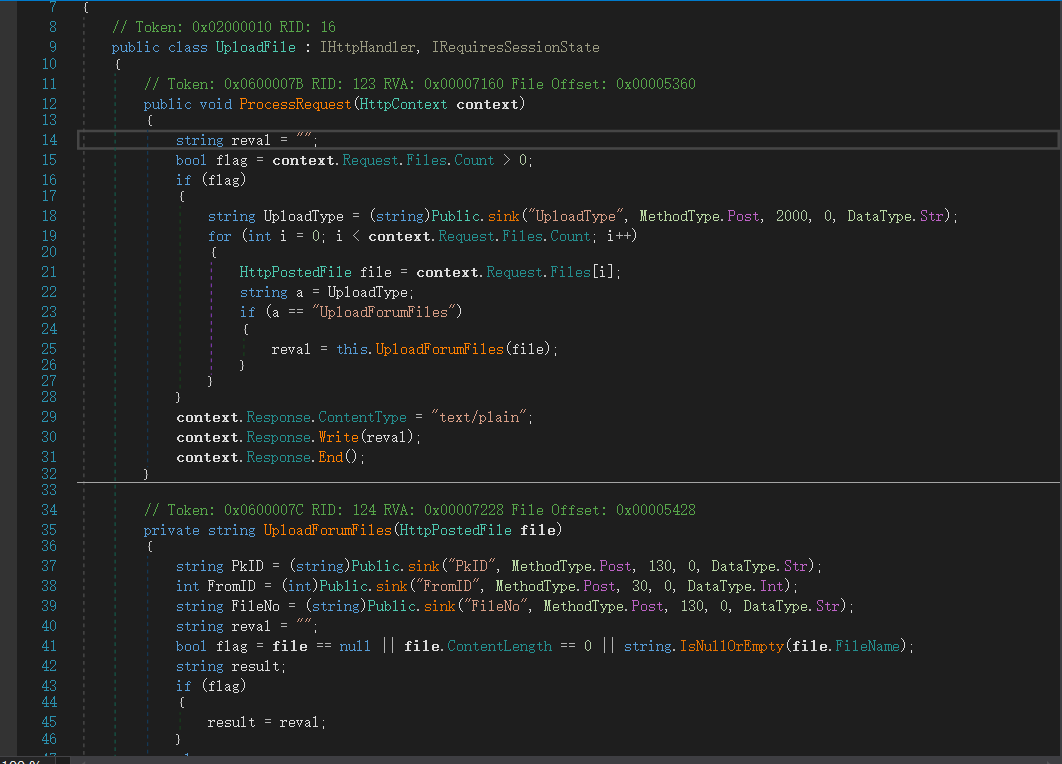 7 {
8 // Token: 0x02000010 RID: 16
9 public class UploadFile : IHttpHandler, IRequiresSessionState
10 {
11 // Token: 0x0600007B RID: 123 RVA: 0x00007160 File Offset: 0x00005360
12 public void ProcessRequest(HttpContext context)
13 {
14 string reval = "";
15 bool flag = context.Request.Files.Count > 0;
16 if (flag)
17 {
18 string UploadType = (string)Public.sink("UploadType", MethodType.Post, 2000, 0, DataType.Str);
19 for (int i = 0; i < context.Request.Files.Count; i++)
20 {
21 HttpPostedFile file = context.Request.Files[i];
22 string a = UploadType;
23 if (a == "UploadForumFiles")
24 {
25 reval = this.UploadForumFiles(file);
26 }
27 }
28 }
29 context.Response.ContentType = "text/plain";
30 context.Response.Write(reval);
31 context.Response.End();
32 }
33
34 // Token: 0x0600007C RID: 124 RVA: 0x00007228 File Offset: 0x00005428
35 private string UploadForumFiles(HttpPostedFile file)
36 {
37 string PkID = (string)Public.sink("PkID", MethodType.Post, 130, 0, DataType.Str);
38 int FromID = (int)Public.sink("FromID", MethodType.Post, 30, 0, DataType.Int);
39 string FileNo = (string)Public.sink("FileNo", MethodType.Post, 130, 0, DataType.Str);
40 string reval = "";
41 bool flag = file == null || file.ContentLength == 0 || string.IsNullOrEmpty(file.FileName);
42 string result;
43 if (flag)
44 {
45 result = reval;
46 }